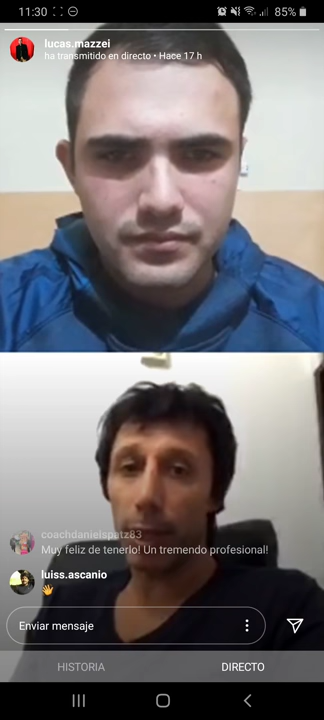 11:30
85%
lucas.mazzei
ha transmitido en directo • Hace 17 h
coachdanielspatz83
Muy feliz de tenerlo! Un tremendo profesional!
luiss.ascanio
👋
Enviar mensaje
HISTORIA
DIRECTO